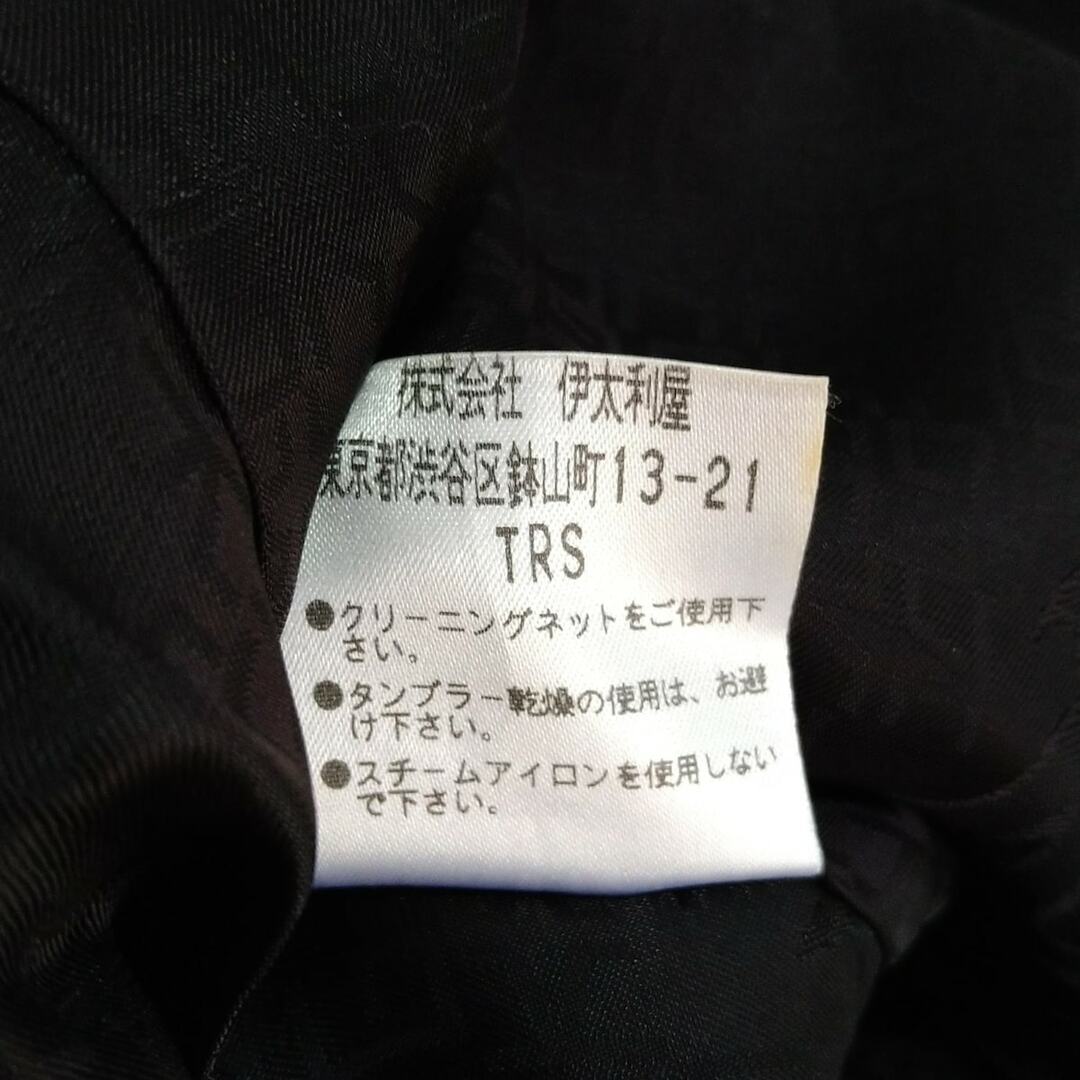 株式会社 伊太利屋
東京都渋谷区鉢山町13-21
TRS
●クリーニングネットをご使用下
さい。
●タンブラー乾燥の使用は、お避
け下さい。
●スチームアイロンを使用しない
で下さい。